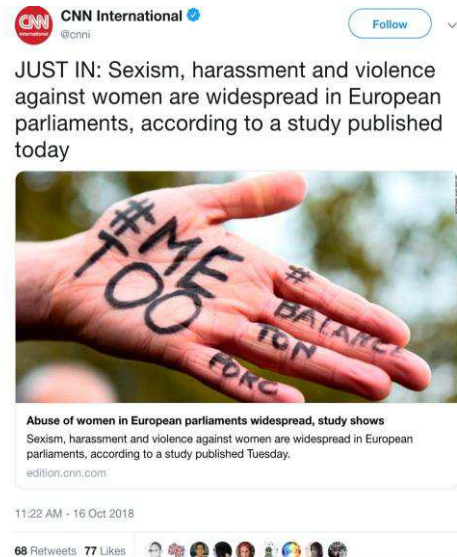 CNN
International
CNN International
@cnni
Follow
JUST IN: Sexism, harassment and violence
against women are widespread in European
parliaments, according to a study published
today
#ME
TOO
#
BALANCE
TON
PORC
Abuse of women in European parliaments widespread, study shows
Sexism, harassment and violence against women are widespread in European
parliaments, according to a study published Tuesday.
edition.cnn.com
11:22 AM - 16 Oct 2018
68 Retweets 77 Likes